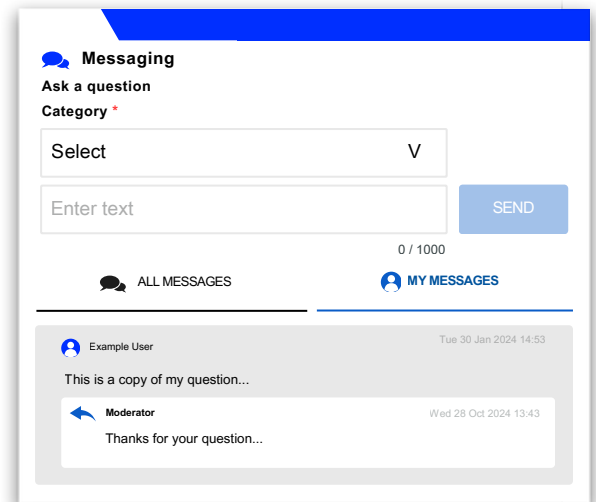 Messaging
Ask a question
Category *
Select V
Enter text SEND
0 / 1000
ALL MESSAGES MY MESSAGES
Example User Tue 30 Jan 2024 14:53
This is a copy of my question...
Moderator Wed 28 Oct 2024 13:43
Thanks for your question...